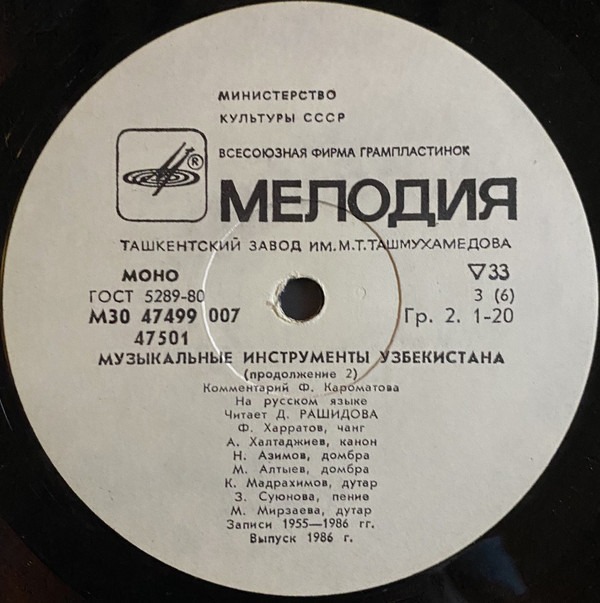 МИНИСТЕРСТВО
КУЛЬТУРЫ СССР
ВСЕСОЮЗНАЯ ФИРМА ГРАМПЛАСТИНОК
®
МЕЛОДИЯ
ТАШКЕНТСКИЙ ЗАВОД ИМ. М.Т.ТАШМУХАМЕДОВА
МОНО
▽33
ГОСТ 5289-80
3 (6)
М30 47499 007
Гр. 2. 1-20
47501
МУЗЫКАЛЬНЫЕ ИНСТРУМЕНТЫ УЗБЕКИСТАНА
(продолжение 2)
Комментарий Ф. Кароматова
На русском языке
Читает Д. РАШИДОВА
Ф. Харратов, чанг
А. Халтаджиев, канон
Н. Азимов, домбра
М. Алтыев, домбра
К. Мадрахимов, дутар
З. Суюнова, пение
М. Мирзаева, дутар
Записи 1955—1986 гг.
Выпуск 1986 г.